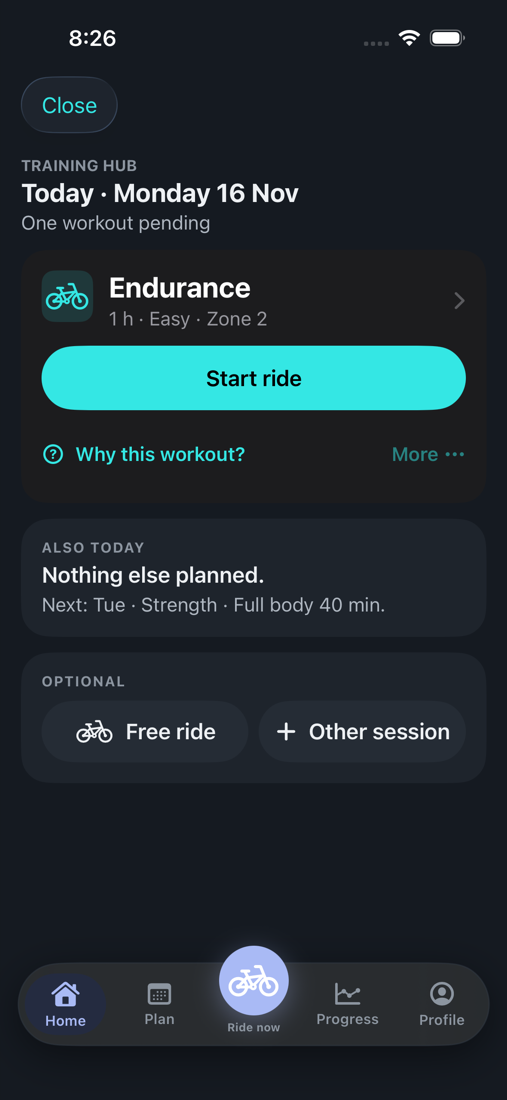 8:26
Close
TRAINING HUB
Today · Monday 16 Nov
One workout pending
Endurance
1 h · Easy · Zone 2
Start ride
Why this workout?
More
ALSO TODAY
Nothing else planned.
Next: Tue · Strength · Full body 40 min.
OPTIONAL
Free ride
Other session
Home
Plan
Ride now
Progress
Profile